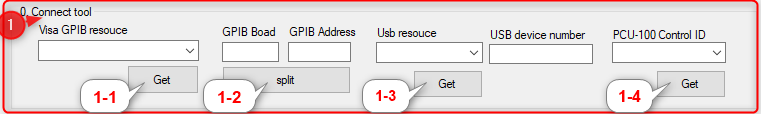 0. Connect tool
1
Visa GPIB resouce
GPIB Boad
GPIB Address
Usb resouce
USB device number
PCU-100 Control ID
Get
split
Get
Get
1-1
1-2
1-3
1-4